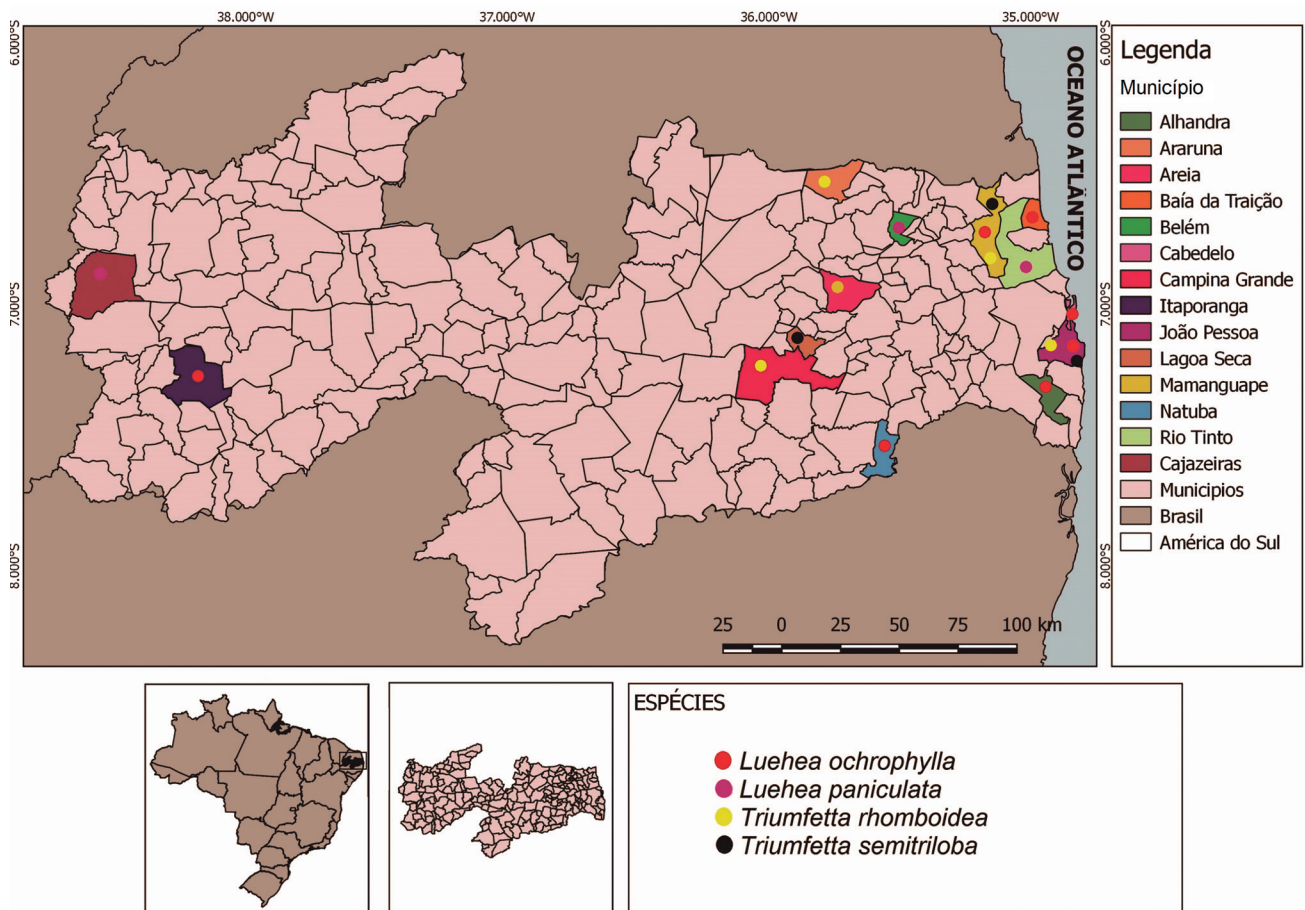 38.000°W 37.000°W 36.000°W 35.000°W
6.000°S
7.000°S
8.000°S
6.000°S
7.000°S
8.000°S
OCEANO ATLÂNTICO
25 0 25 50 75 100 km
Legenda
Município
Alhandra
Araruna
Areia
Baía da Traição
Belém
Cabedelo
Campina Grande
Itaporanga
João Pessoa
Lagoa Seca
Mamanguape
Natuba
Rio Tinto
Cajazeiras
Municipios
Brasil
América do Sul
ESPÉCIES
Luehea ochrophylla
Luehea paniculata
Triumfetta rhomboidea
Triumfetta semitriloba